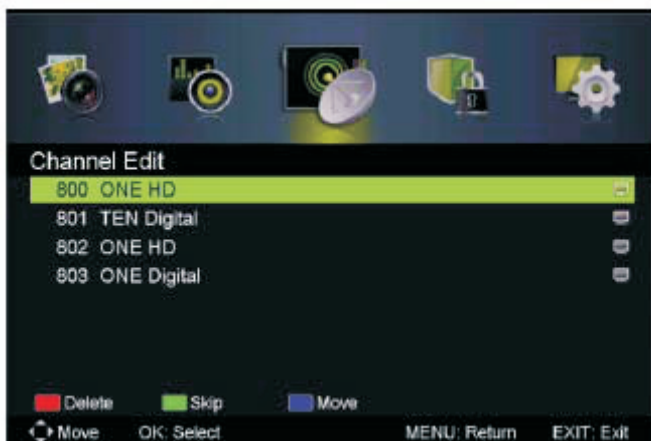 Channel Edit
800 ONE HD
801 TEN Digital
802 ONE HD
803 ONE Digital
Delete Skip Move
Move OK: Select MENU: Return EXIT: Exit